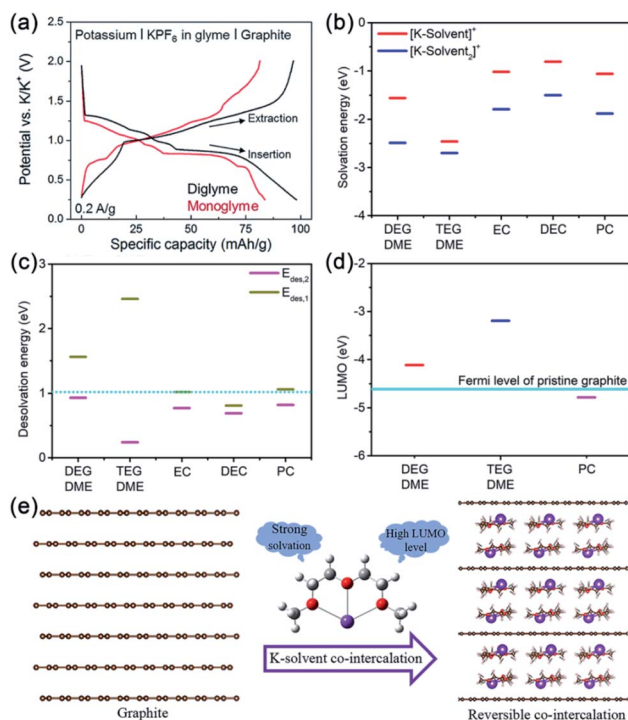 (a)
Potassium | KPF6 in glyme | Graphite
Potential vs. K/K+ (V)
2.0
1.5
1.0
0.5
0.0
Extraction
Insertion
Diglyme
Monoglyme
0.2 A/g
0 20 40 60 80 100
Specific capacity (mAh/g)
(b)
[K-Solvent]+
[K-Solvent2]+
Solvation energy (eV)
0
-1
-2
-3
-4
DEG DME
TEG DME
EC
DEC
PC
(c)
Edes,2
Edes,1
Desolvation energy (eV)
3
2
1
0
DEG DME
TEG DME
EC
DEC
PC
(d)
LUMO (eV)
-2
-3
-4
-5
-6
Fermi level of pristine graphite
DEG DME
TEG DME
PC
(e)
Strong solvation
High LUMO level
K-solvent co-intercalation
Graphite
Reversible co-intercalation